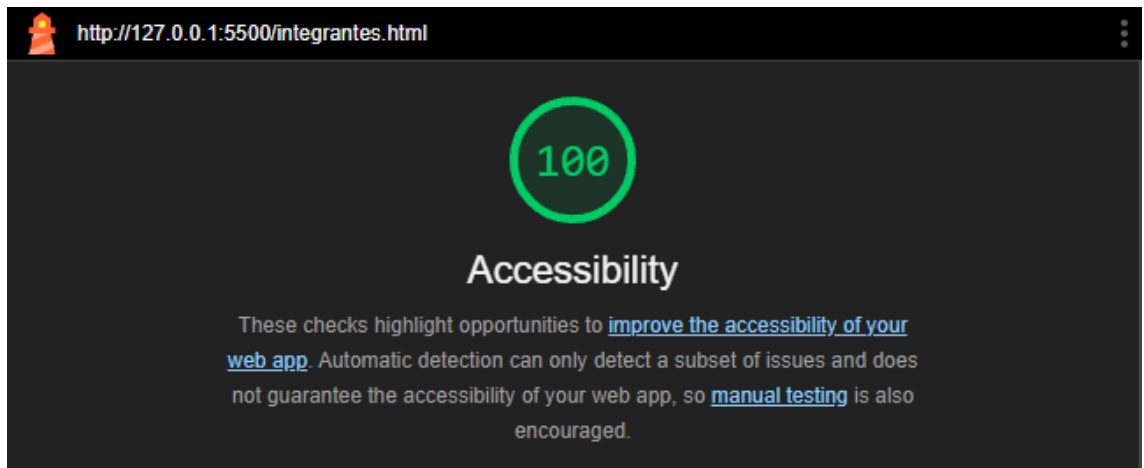 http://127.0.0.1:5500/integrantes.html
100
Accessibility
These checks highlight opportunities to improve the accessibility of your
web app. Automatic detection can only detect a subset of issues and does
not guarantee the accessibility of your web app, so manual testing is also
encouraged.